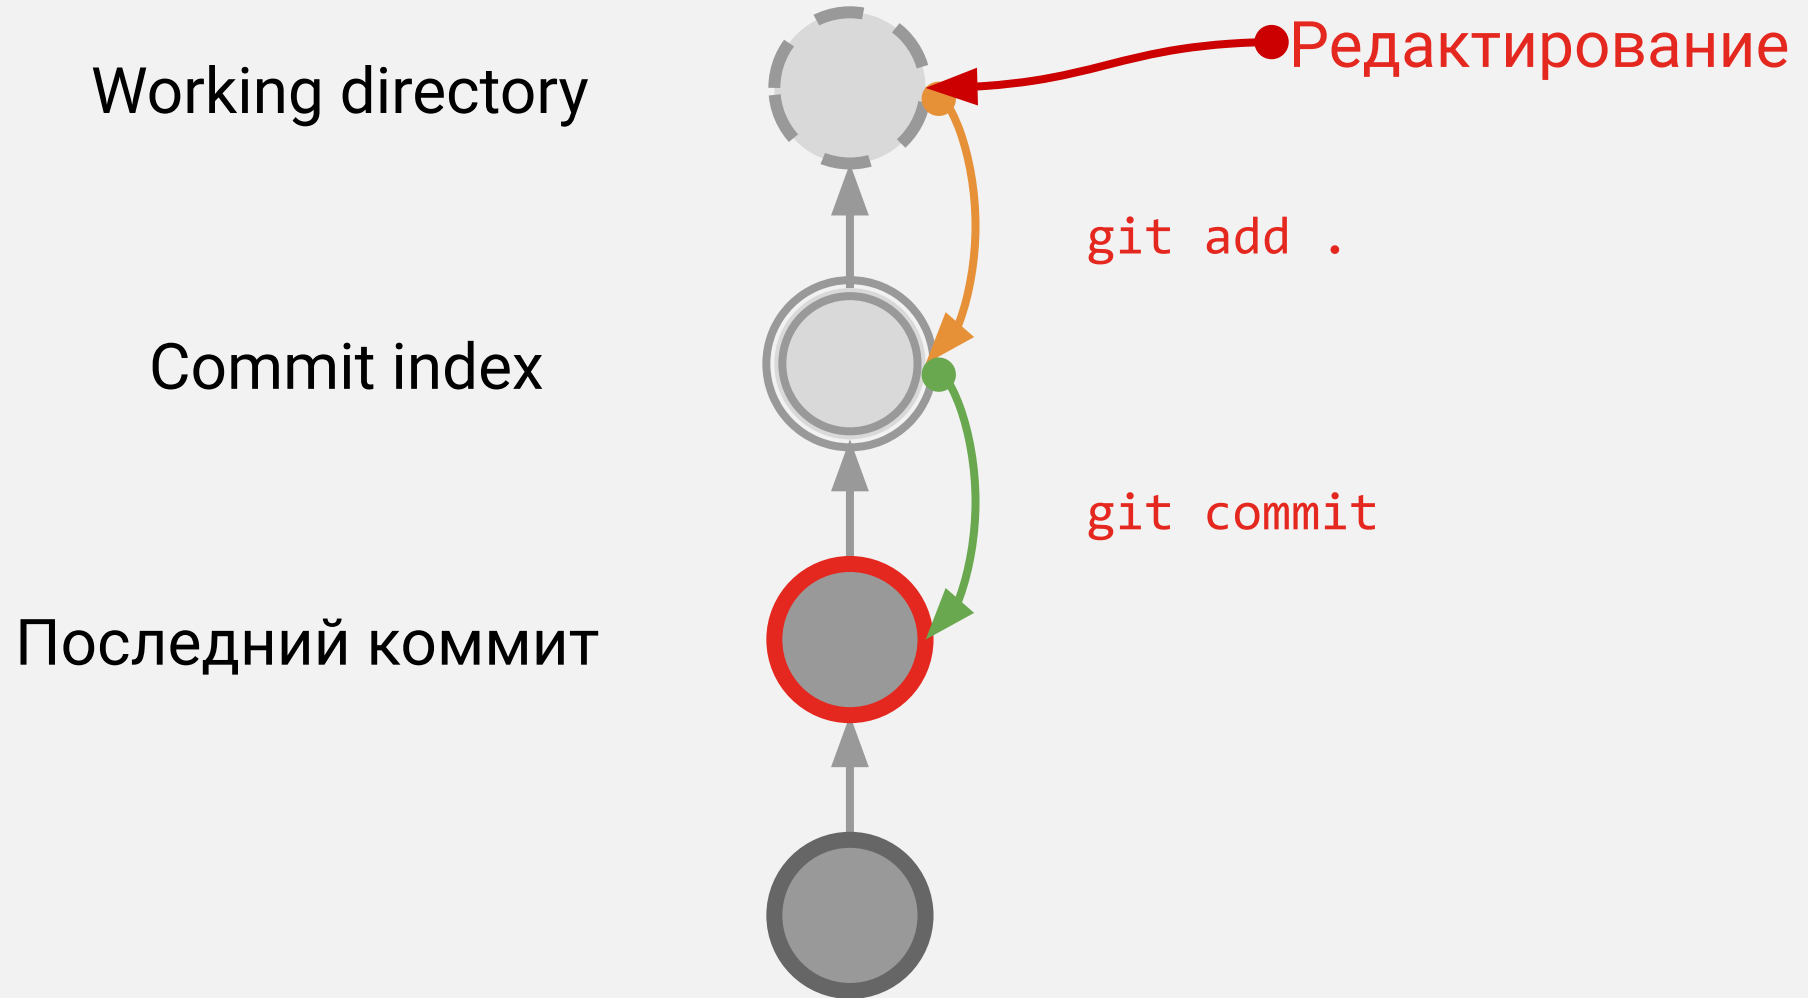 Редактирование
Working directory
git add .
Commit index
git commit
Последний коммит